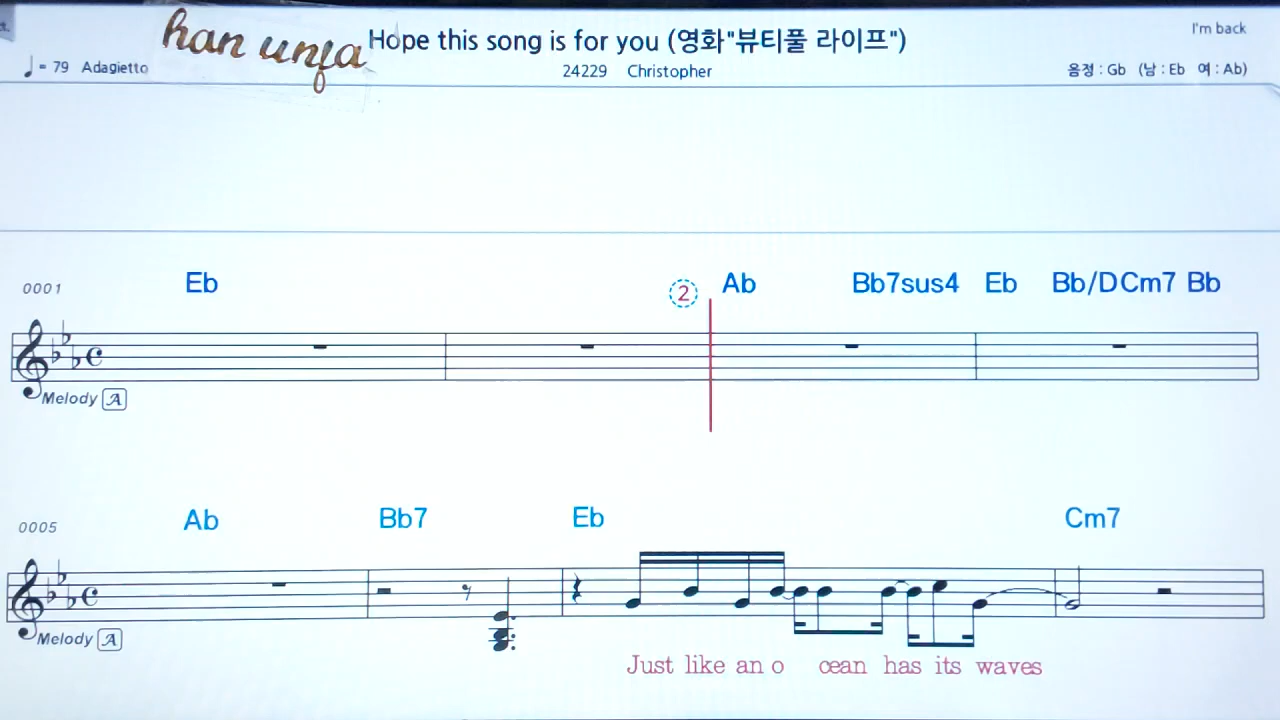 han unfa
Hope this song is for you (영화"뷰티풀 라이프")
I'm back
♩ = 79 Adagietto
24229 Christopher
음정 : Gb (남 : Eb 여 : Ab)
0001 Eb 2 Ab Bb7sus4 Eb Bb/D Cm7 Bb
Melody A
0005 Ab Bb7 Eb Cm7
Melody A
Just like an o cean has its waves